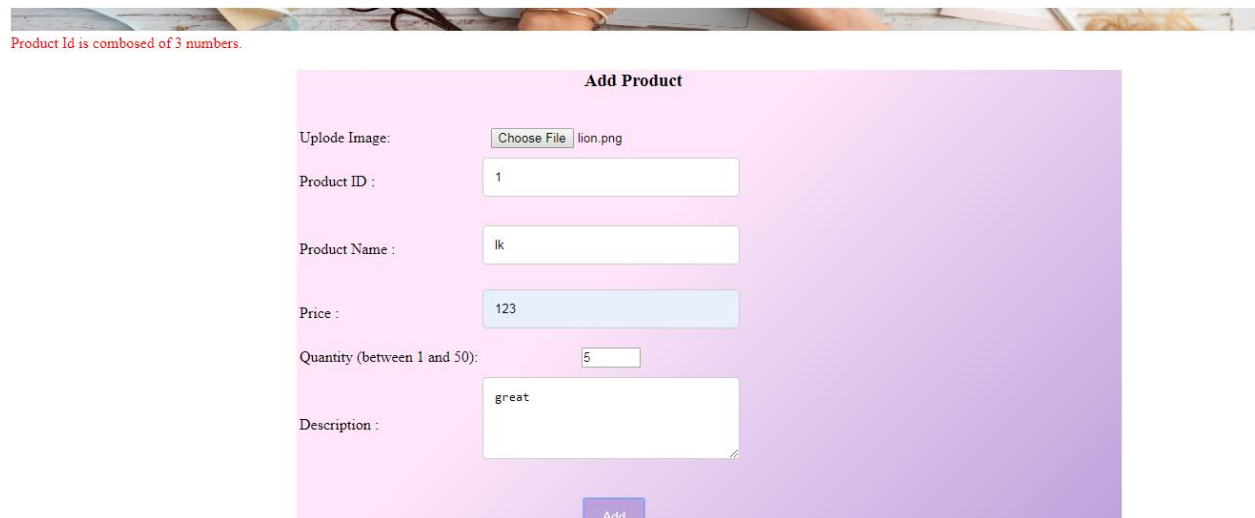 Product Id is combosed of 3 numbers.
Add Product
Uplode Image: Choose File lion.png
Product ID : 1
Product Name : lk
Price : 123
Quantity (between 1 and 50): 5
great
Description :
Add